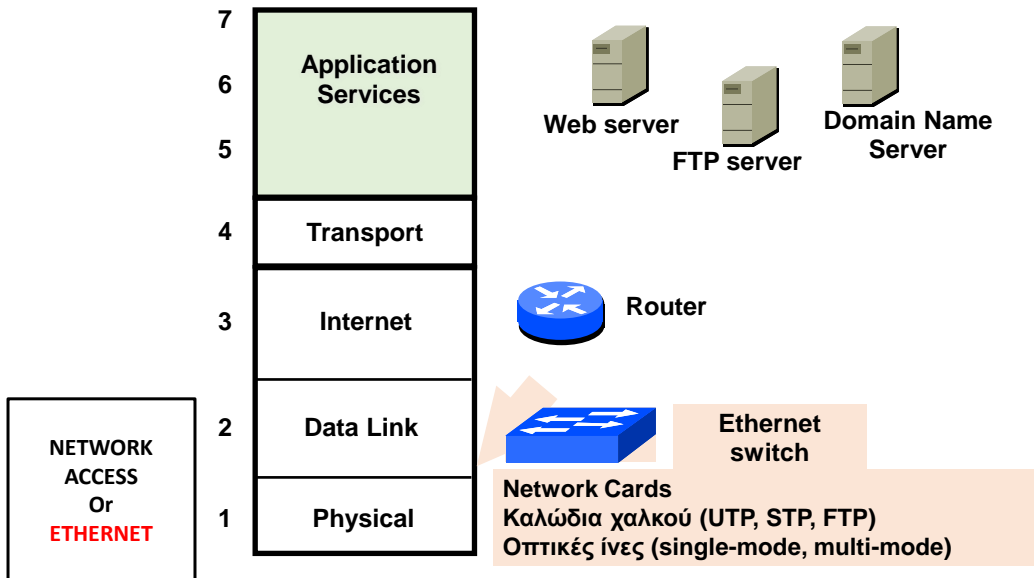 7
Application
Services
6
5
Web server
FTP server
Domain Name
Server
4
Transport
3
Internet
Router
NETWORK
ACCESS
Or
ETHERNET
2
Data Link
Ethernet
switch
1
Physical
Network Cards
Καλώδια χαλκού (UTP, STP, FTP)
Οπτικές ίνες (single-mode, multi-mode)